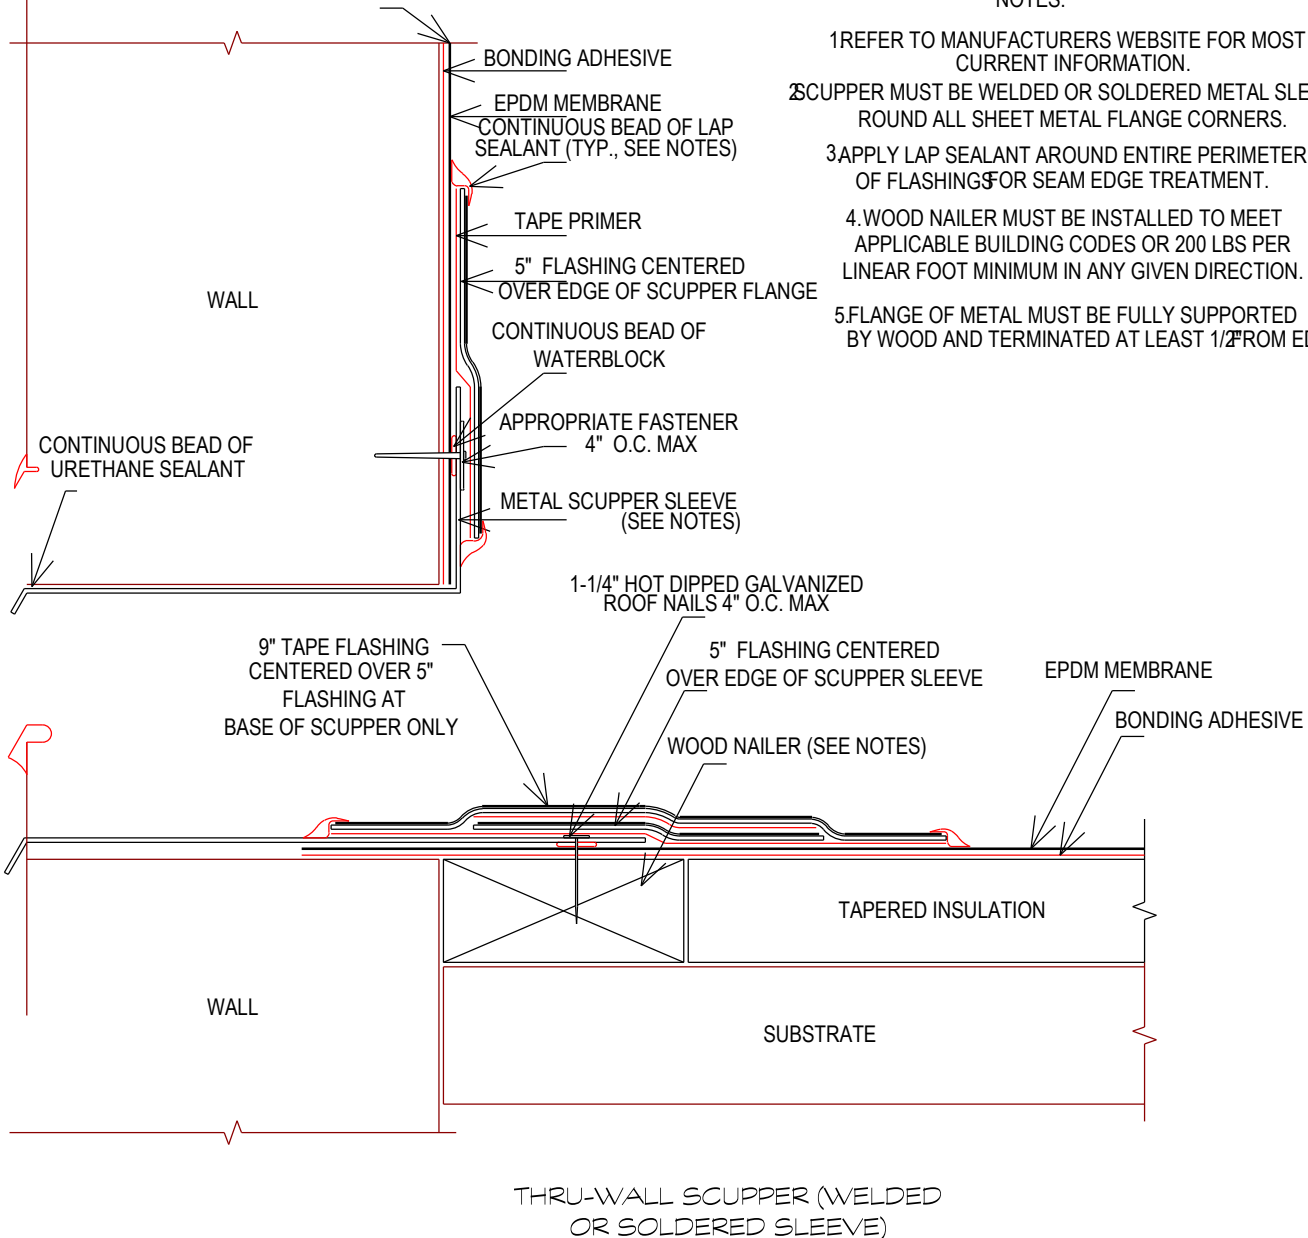 NOTES:
1REFER TO MANUFACTURERS WEBSITE FOR MOST
CURRENT INFORMATION.
2SCUPPER MUST BE WELDED OR SOLDERED METAL SLE
ROUND ALL SHEET METAL FLANGE CORNERS.
3.APPLY LAP SEALANT AROUND ENTIRE PERIMETER
OF FLASHINGS FOR SEAM EDGE TREATMENT.
4.WOOD NAILER MUST BE INSTALLED TO MEET
APPLICABLE BUILDING CODES OR 200 LBS PER
LINEAR FOOT MINIMUM IN ANY GIVEN DIRECTION.
5.FLANGE OF METAL MUST BE FULLY SUPPORTED
BY WOOD AND TERMINATED AT LEAST 1/2"FROM ED
BONDING ADHESIVE
EPDM MEMBRANE
CONTINUOUS BEAD OF LAP
SEALANT (TYP., SEE NOTES)
TAPE PRIMER
5" FLASHING CENTERED
OVER EDGE OF SCUPPER FLANGE
WALL
CONTINUOUS BEAD OF
WATERBLOCK
APPROPRIATE FASTENER
4" O.C. MAX
CONTINUOUS BEAD OF
URETHANE SEALANT
METAL SCUPPER SLEEVE
(SEE NOTES)
1-1/4" HOT DIPPED GALVANIZED
ROOF NAILS 4" O.C. MAX
9" TAPE FLASHING
CENTERED OVER 5"
FLASHING AT
BASE OF SCUPPER ONLY
5" FLASHING CENTERED
OVER EDGE OF SCUPPER SLEEVE
EPDM MEMBRANE
BONDING ADHESIVE
WOOD NAILER (SEE NOTES)
TAPERED INSULATION
WALL
SUBSTRATE
THRU-WALL SCUPPER (WELDED
OR SOLDERED SLEEVE)